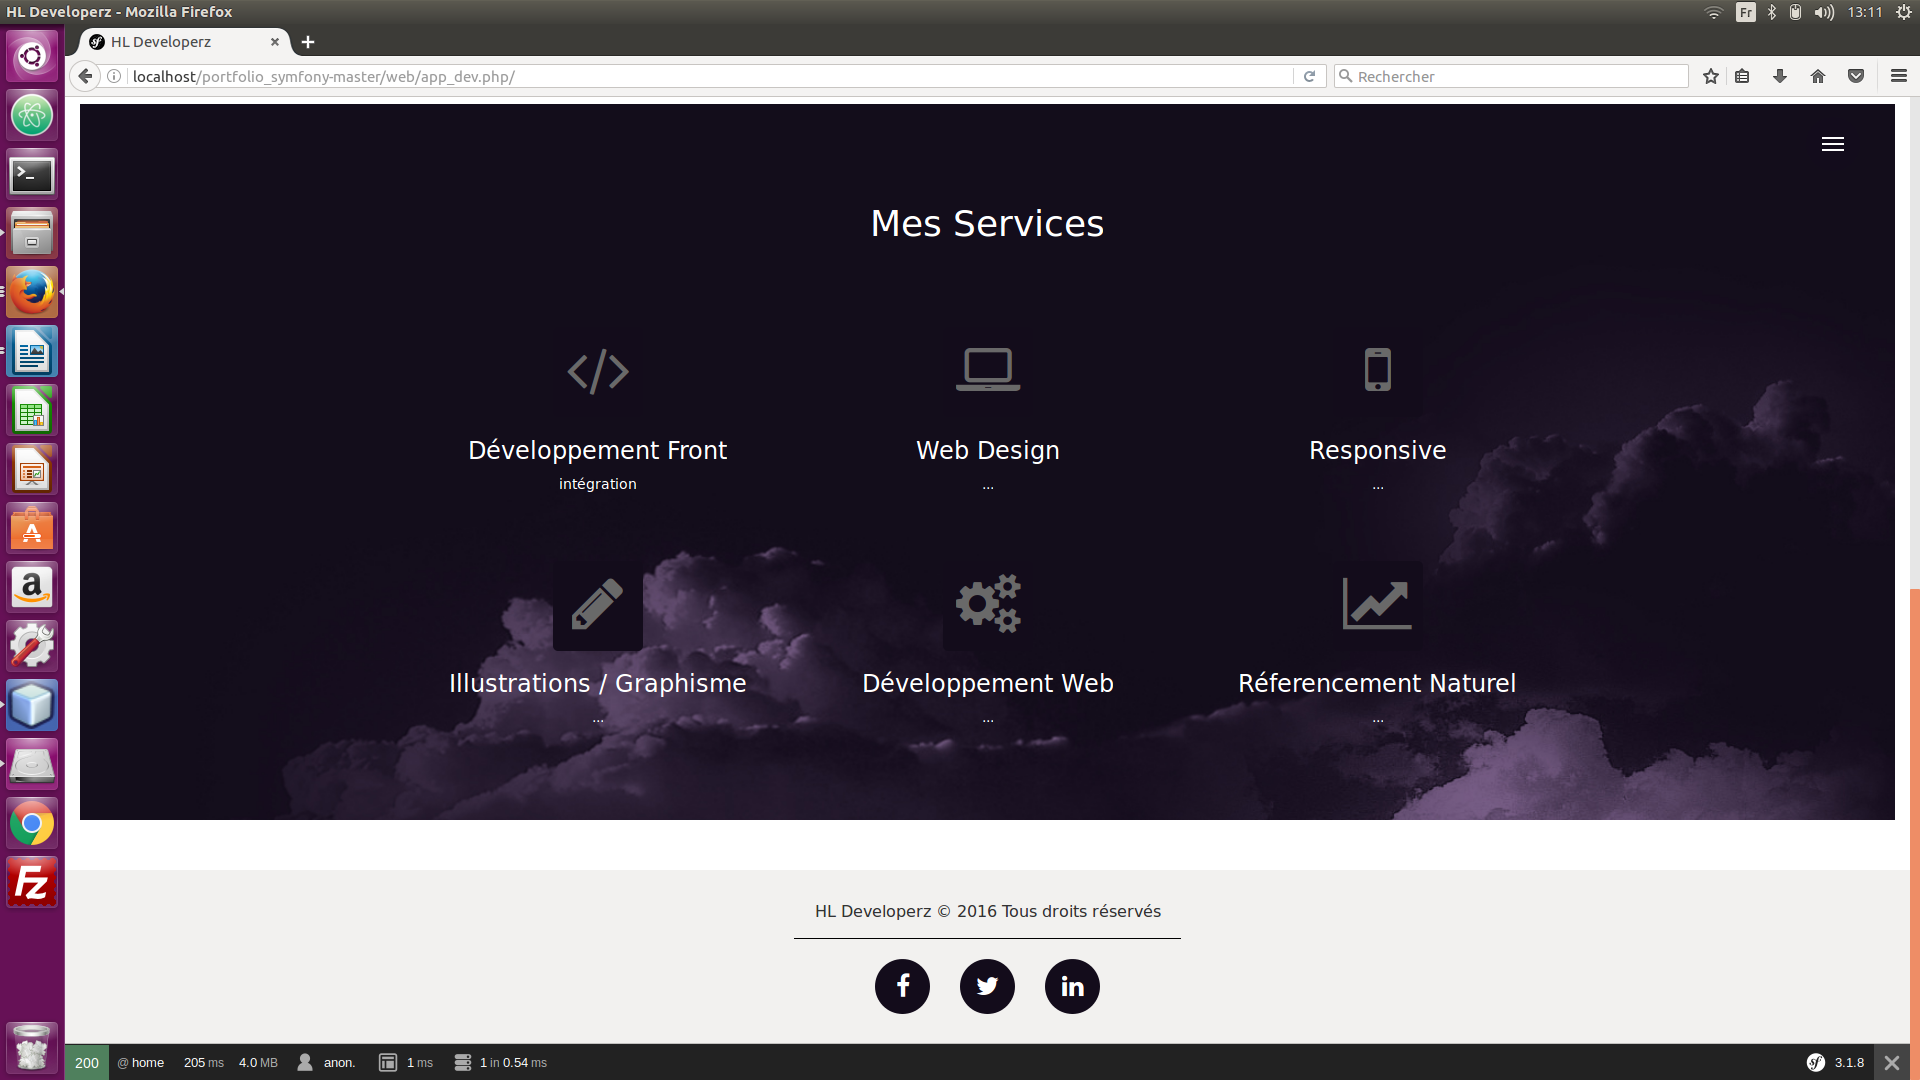 HL Developerz - Mozilla Firefox
Fr
13:11
HL Developerz
localhost/portfolio_symfony-master/web/app_dev.php/
Rechercher
Mes Services
Développement Front
intégration
Web Design
...
Responsive
...
Illustrations / Graphisme
...
Développement Web
...
Réferencement Naturel
...
HL Developerz © 2016 Tous droits réservés
200 @ home 205 ms 4.0 MB anon. 1 ms 1 in 0.54 ms
3.1.8